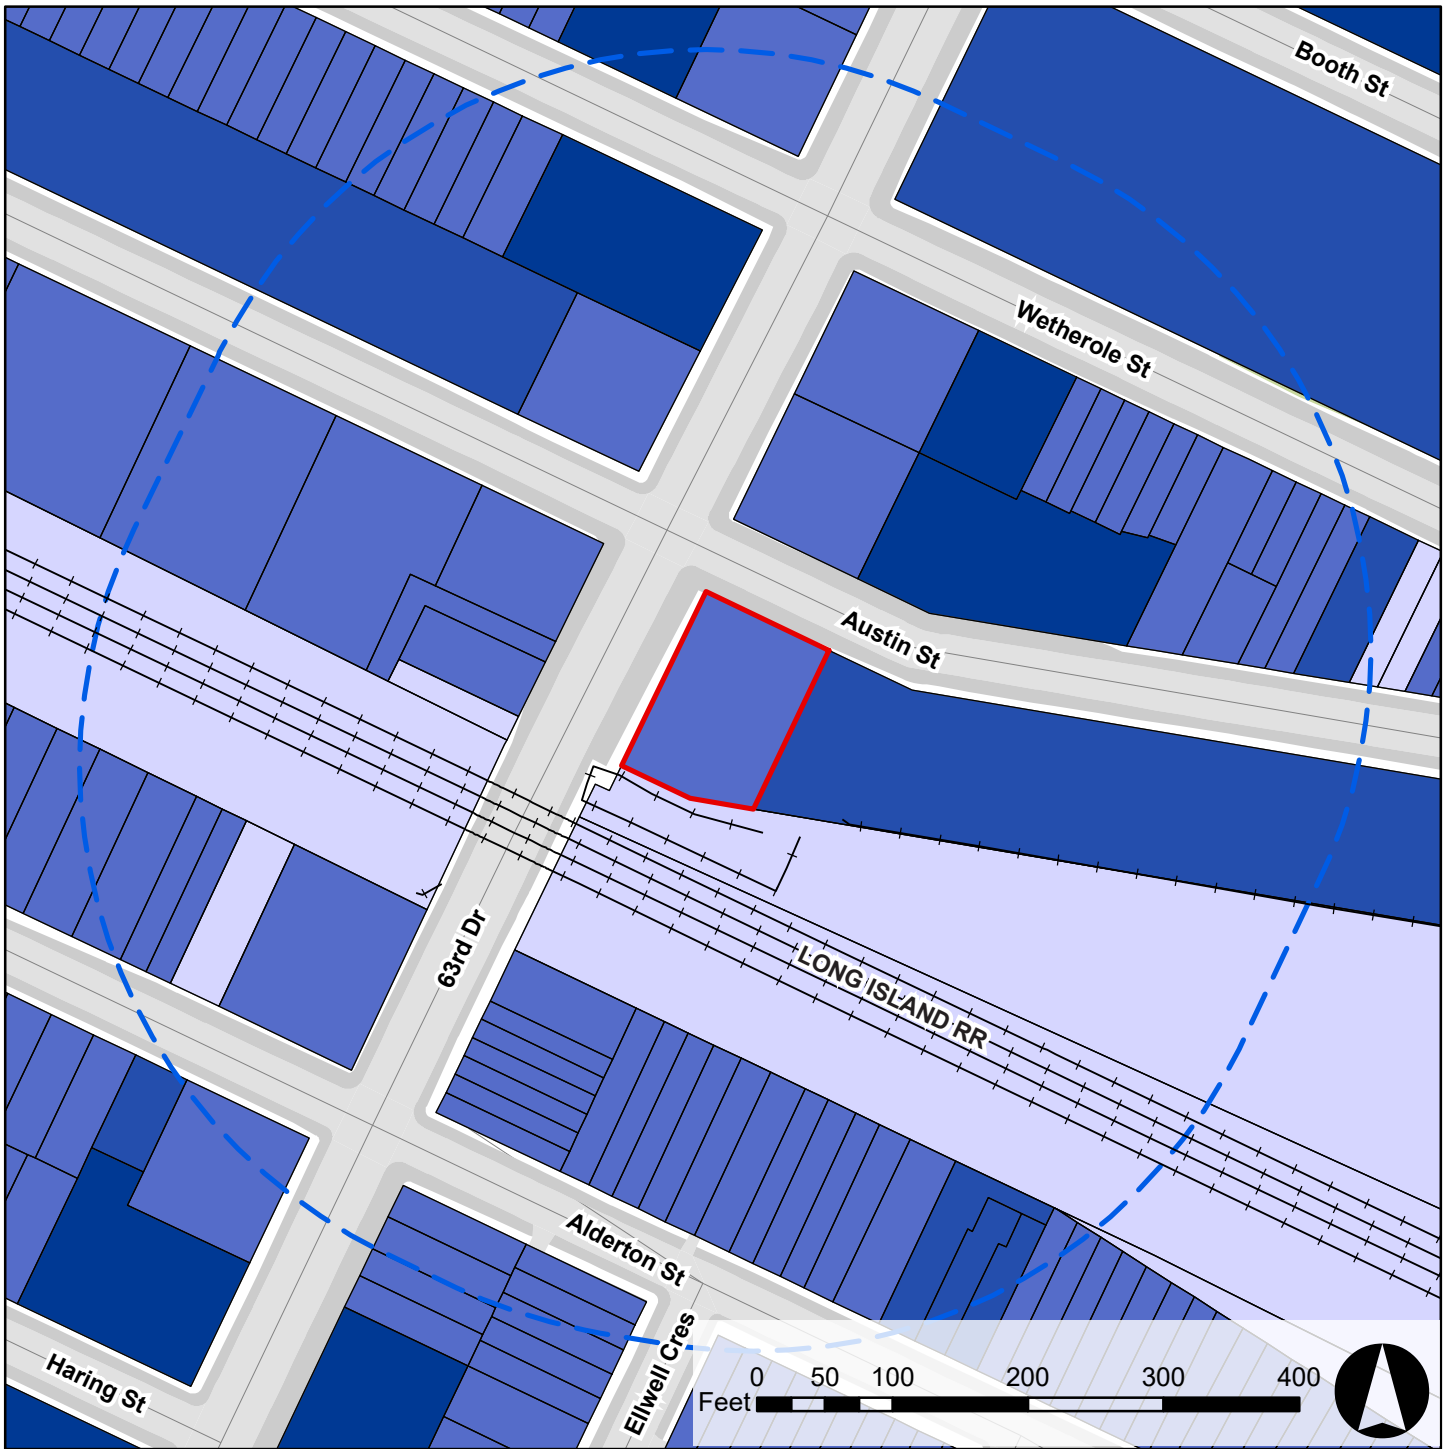 Booth St
Wetherole St
Austin St
63rd Dr
LONG ISLAND RR
Alderton St
Ellwell Cres
Haring St
0 50 100 200 300 400
Feet